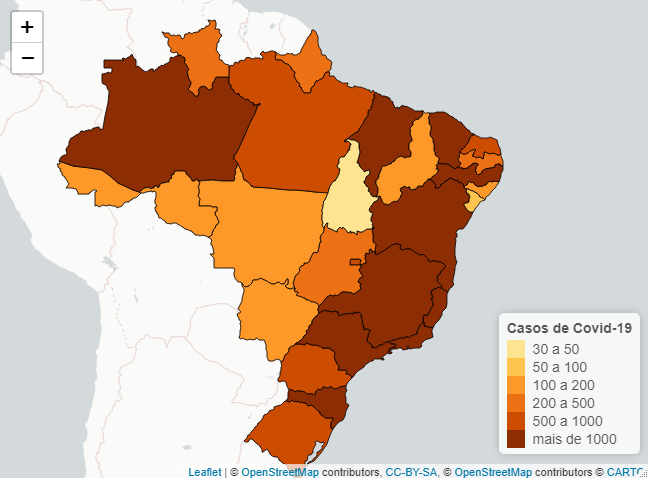 +
−
Casos de Covid-19
30 a 50
50 a 100
100 a 200
200 a 500
500 a 1000
mais de 1000
Leaflet | © OpenStreetMap contributors, CC-BY-SA, © OpenStreetMap contributors © CARTO